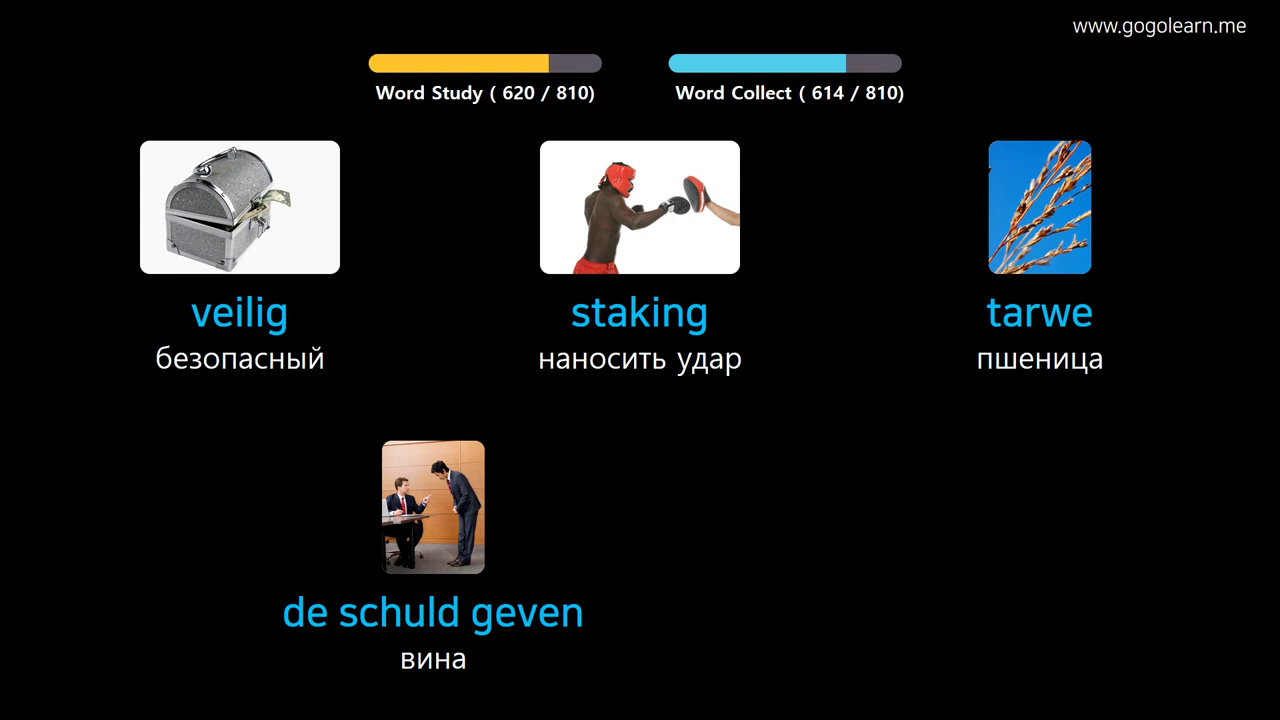 www.gogolearn.me
Word Study ( 620 / 810)
Word Collect ( 614 / 810)
veilig
безопасный
staking
наносить удар
tarwe
пшеница
de schuld geven
вина